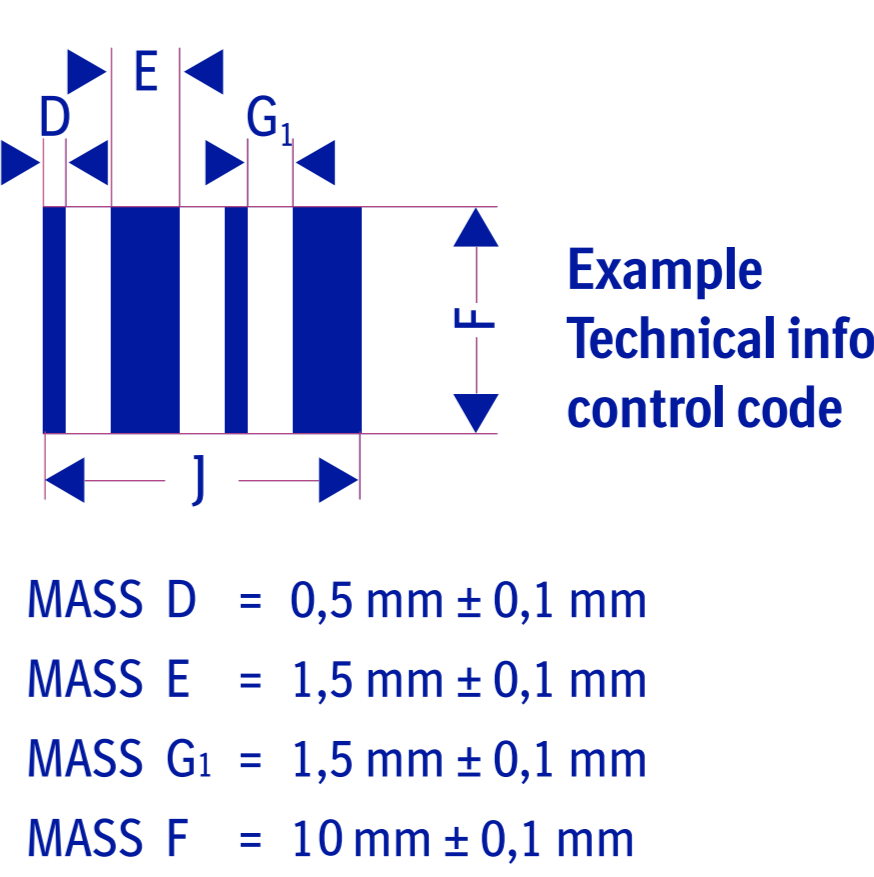 E
D
G1
F
J
Example
Technical info
control code
MASS D = 0,5 mm ± 0,1 mm
MASS E = 1,5 mm ± 0,1 mm
MASS G1 = 1,5 mm ± 0,1 mm
MASS F = 10 mm ± 0,1 mm